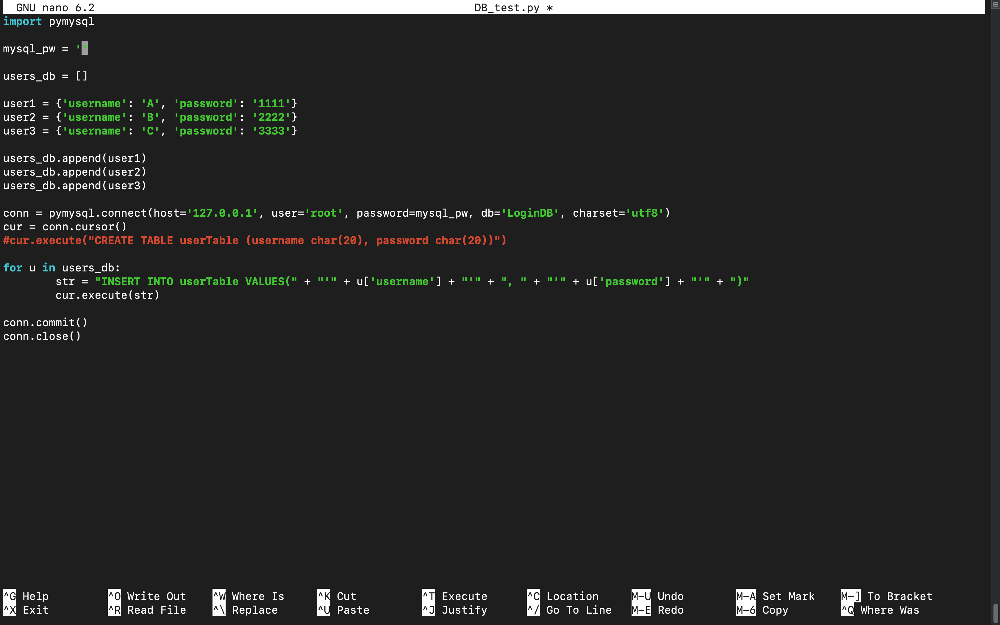 GNU nano 6.2 DB_test.py *
import pymysql
mysql_pw = ''
users_db = []
user1 = {'username': 'A', 'password': '1111'}
user2 = {'username': 'B', 'password': '2222'}
user3 = {'username': 'C', 'password': '3333'}
users_db.append(user1)
users_db.append(user2)
users_db.append(user3)
conn = pymysql.connect(host='127.0.0.1', user='root', password=mysql_pw, db='LoginDB', charset='utf8')
cur = conn.cursor()
#cur.execute("CREATE TABLE userTable (username char(20), password char(20))")
for u in users_db:
        str = "INSERT INTO userTable VALUES(" + "'" + u['username'] + "'" + ", " + "'" + u['password'] + "'" + ")"
        cur.execute(str)
conn.commit()
conn.close()
^G Help ^O Write Out ^W Where Is ^K Cut ^T Execute ^C Location M-U Undo M-A Set Mark M-] To Bracket
^X Exit ^R Read File ^\ Replace ^U Paste ^J Justify ^/ Go To Line M-E Redo M-6 Copy ^Q Where Was